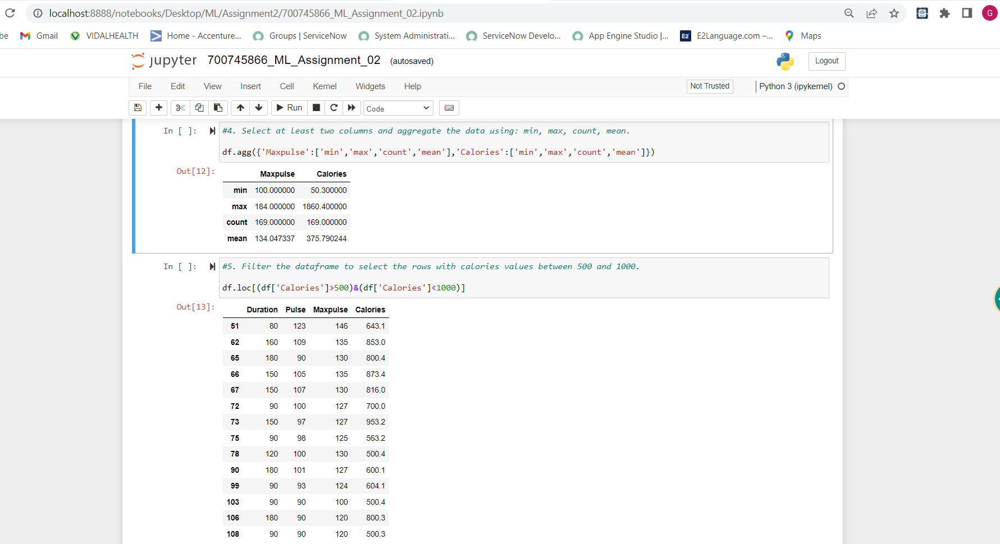 localhost:8888/notebooks/Desktop/ML/Assignment2/700745866_ML_Assignment_02.ipynb
G
be Gmail VIDALHEALTH Home - Accenture... Groups | ServiceNow System Administrati... ServiceNow Develo... App Engine Studio |... E2 E2Language.com –... Maps
jupyter 700745866_ML_Assignment_02 (autosaved) Logout
File Edit View Insert Cell Kernel Widgets Help Not Trusted Python 3 (ipykernel)
Run Code
In [ ]: #4. Select at least two columns and aggregate the data using: min, max, count, mean.
df.agg({'Maxpulse':['min','max','count','mean'],'Calories':['min','max','count','mean']})
Out[12]:
Maxpulse Calories
min 100.000000 50.300000
max 184.000000 1860.400000
count 169.000000 169.000000
mean 134.047337 375.790244
In [ ]: #5. Filter the dataframe to select the rows with calories values between 500 and 1000.
df.loc[(df['Calories']>500)&(df['Calories']<1000)]
Out[13]:
Duration Pulse Maxpulse Calories
51 80 123 146 643.1
62 160 109 135 853.0
65 180 90 130 800.4
66 150 105 135 873.4
67 150 107 130 816.0
72 90 100 127 700.0
73 150 97 127 953.2
75 90 98 125 563.2
78 120 100 130 500.4
90 180 101 127 600.1
99 90 93 124 604.1
103 90 90 100 500.4
106 180 90 120 800.3
108 90 90 120 500.3